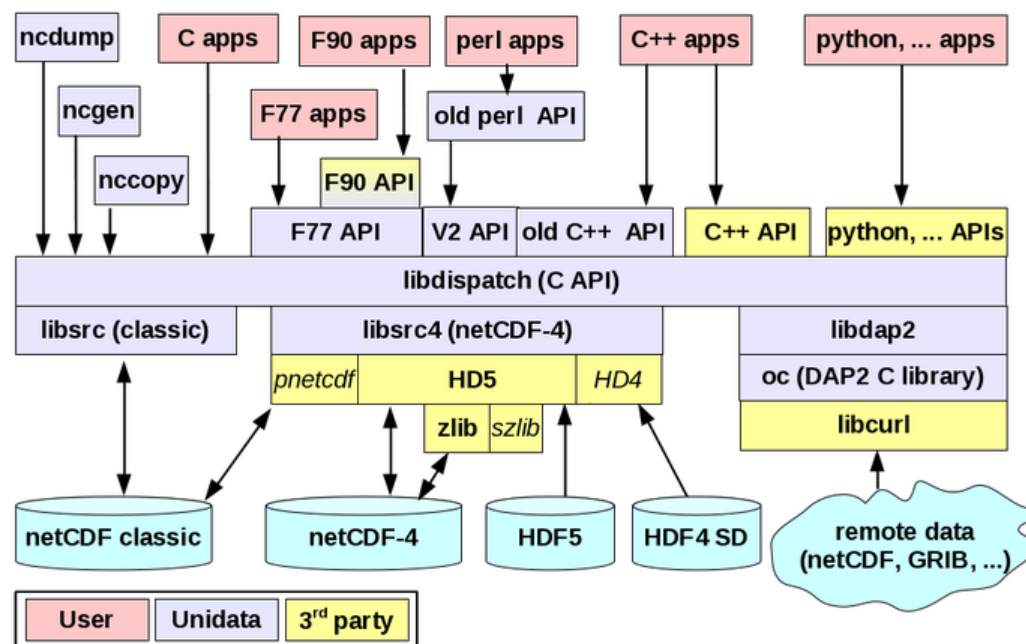 ncdump
C apps
F90 apps
perl apps
C++ apps
python, ... apps
ncgen
F77 apps
old perl API
nccopy
F90 API
F77 API
V2 API
old C++ API
C++ API
python, ... APIs
libdispatch (C API)
libsrc (classic)
libsrc4 (netCDF-4)
libdap2
pnetcdf
HD5
HD4
oc (DAP2 C library)
zlib
szlib
libcurl
netCDF classic
netCDF-4
HDF5
HDF4 SD
remote data
(netCDF, GRIB, ...)
User
Unidata
3rd party